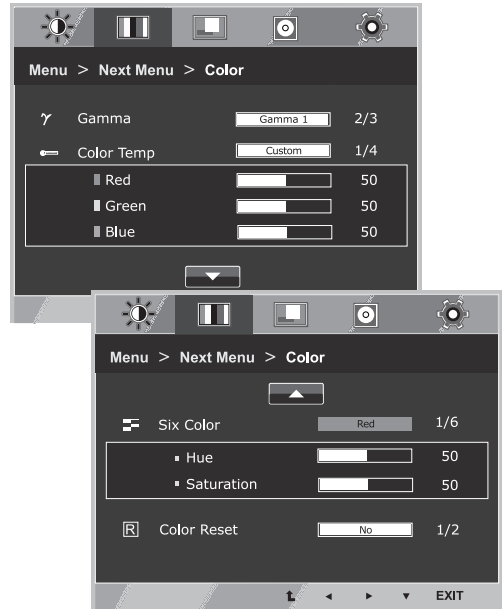 Menu > Next Menu > Color
γ Gamma Gamma 1 2/3
Color Temp Custom 1/4
Red 50
Green 50
Blue 50
Menu > Next Menu > Color
Six Color Red 1/6
Hue 50
Saturation 50
R Color Reset No 1/2
EXIT